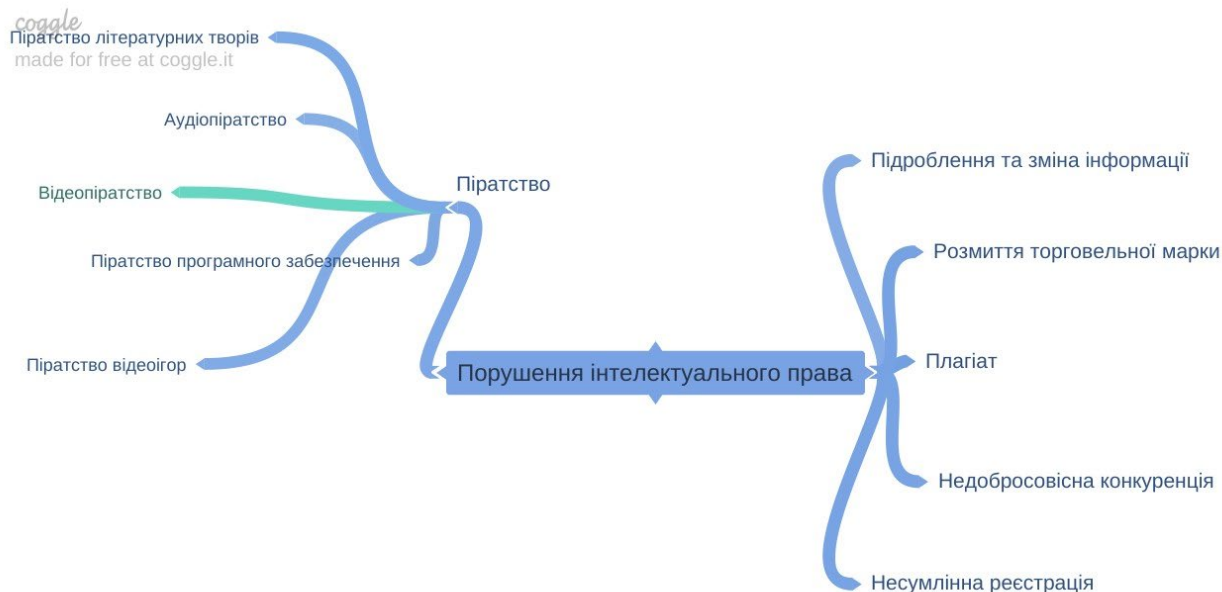 coggle
made for free at coggle.it
Піратство літературних творів
Аудіопіратство
Відеопіратство
Піратство програмного забезпечення
Піратство відеоігор
Піратство
Порушення інтелектуального права
Підроблення та зміна інформації
Розмиття торговельної марки
Плагіат
Недобросовісна конкуренція
Несумлінна реєстрація